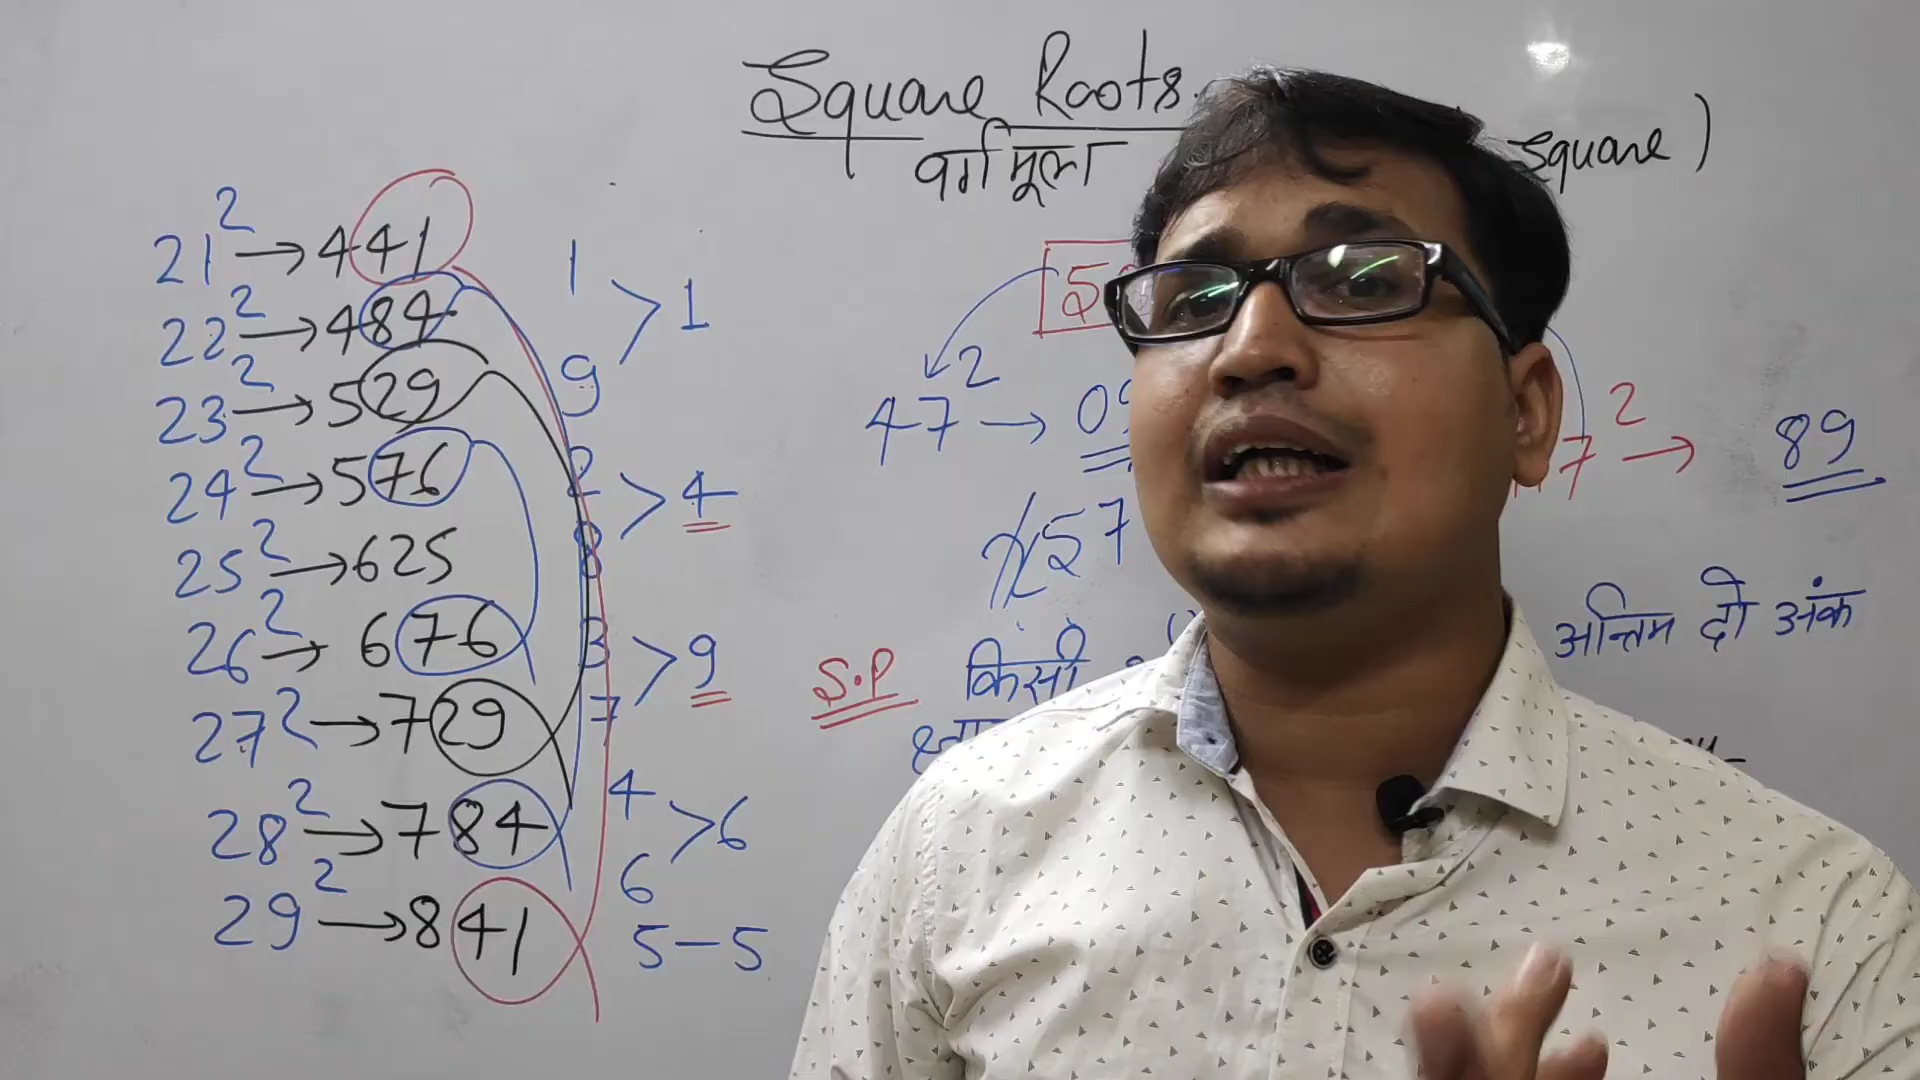 Square Roots.
वर्गमूल
Square )
21² → 441
22² → 484
23² → 529
24² → 576
25² → 625
26² → 676
27² → 729
28² → 784
29² → 841
1
9 > 1
2
8 > 4
3
7 > 9
4
6 > 6
5 – 5
47² →
57
7² → 89
S.P किसी
अन्तिम दो अंक